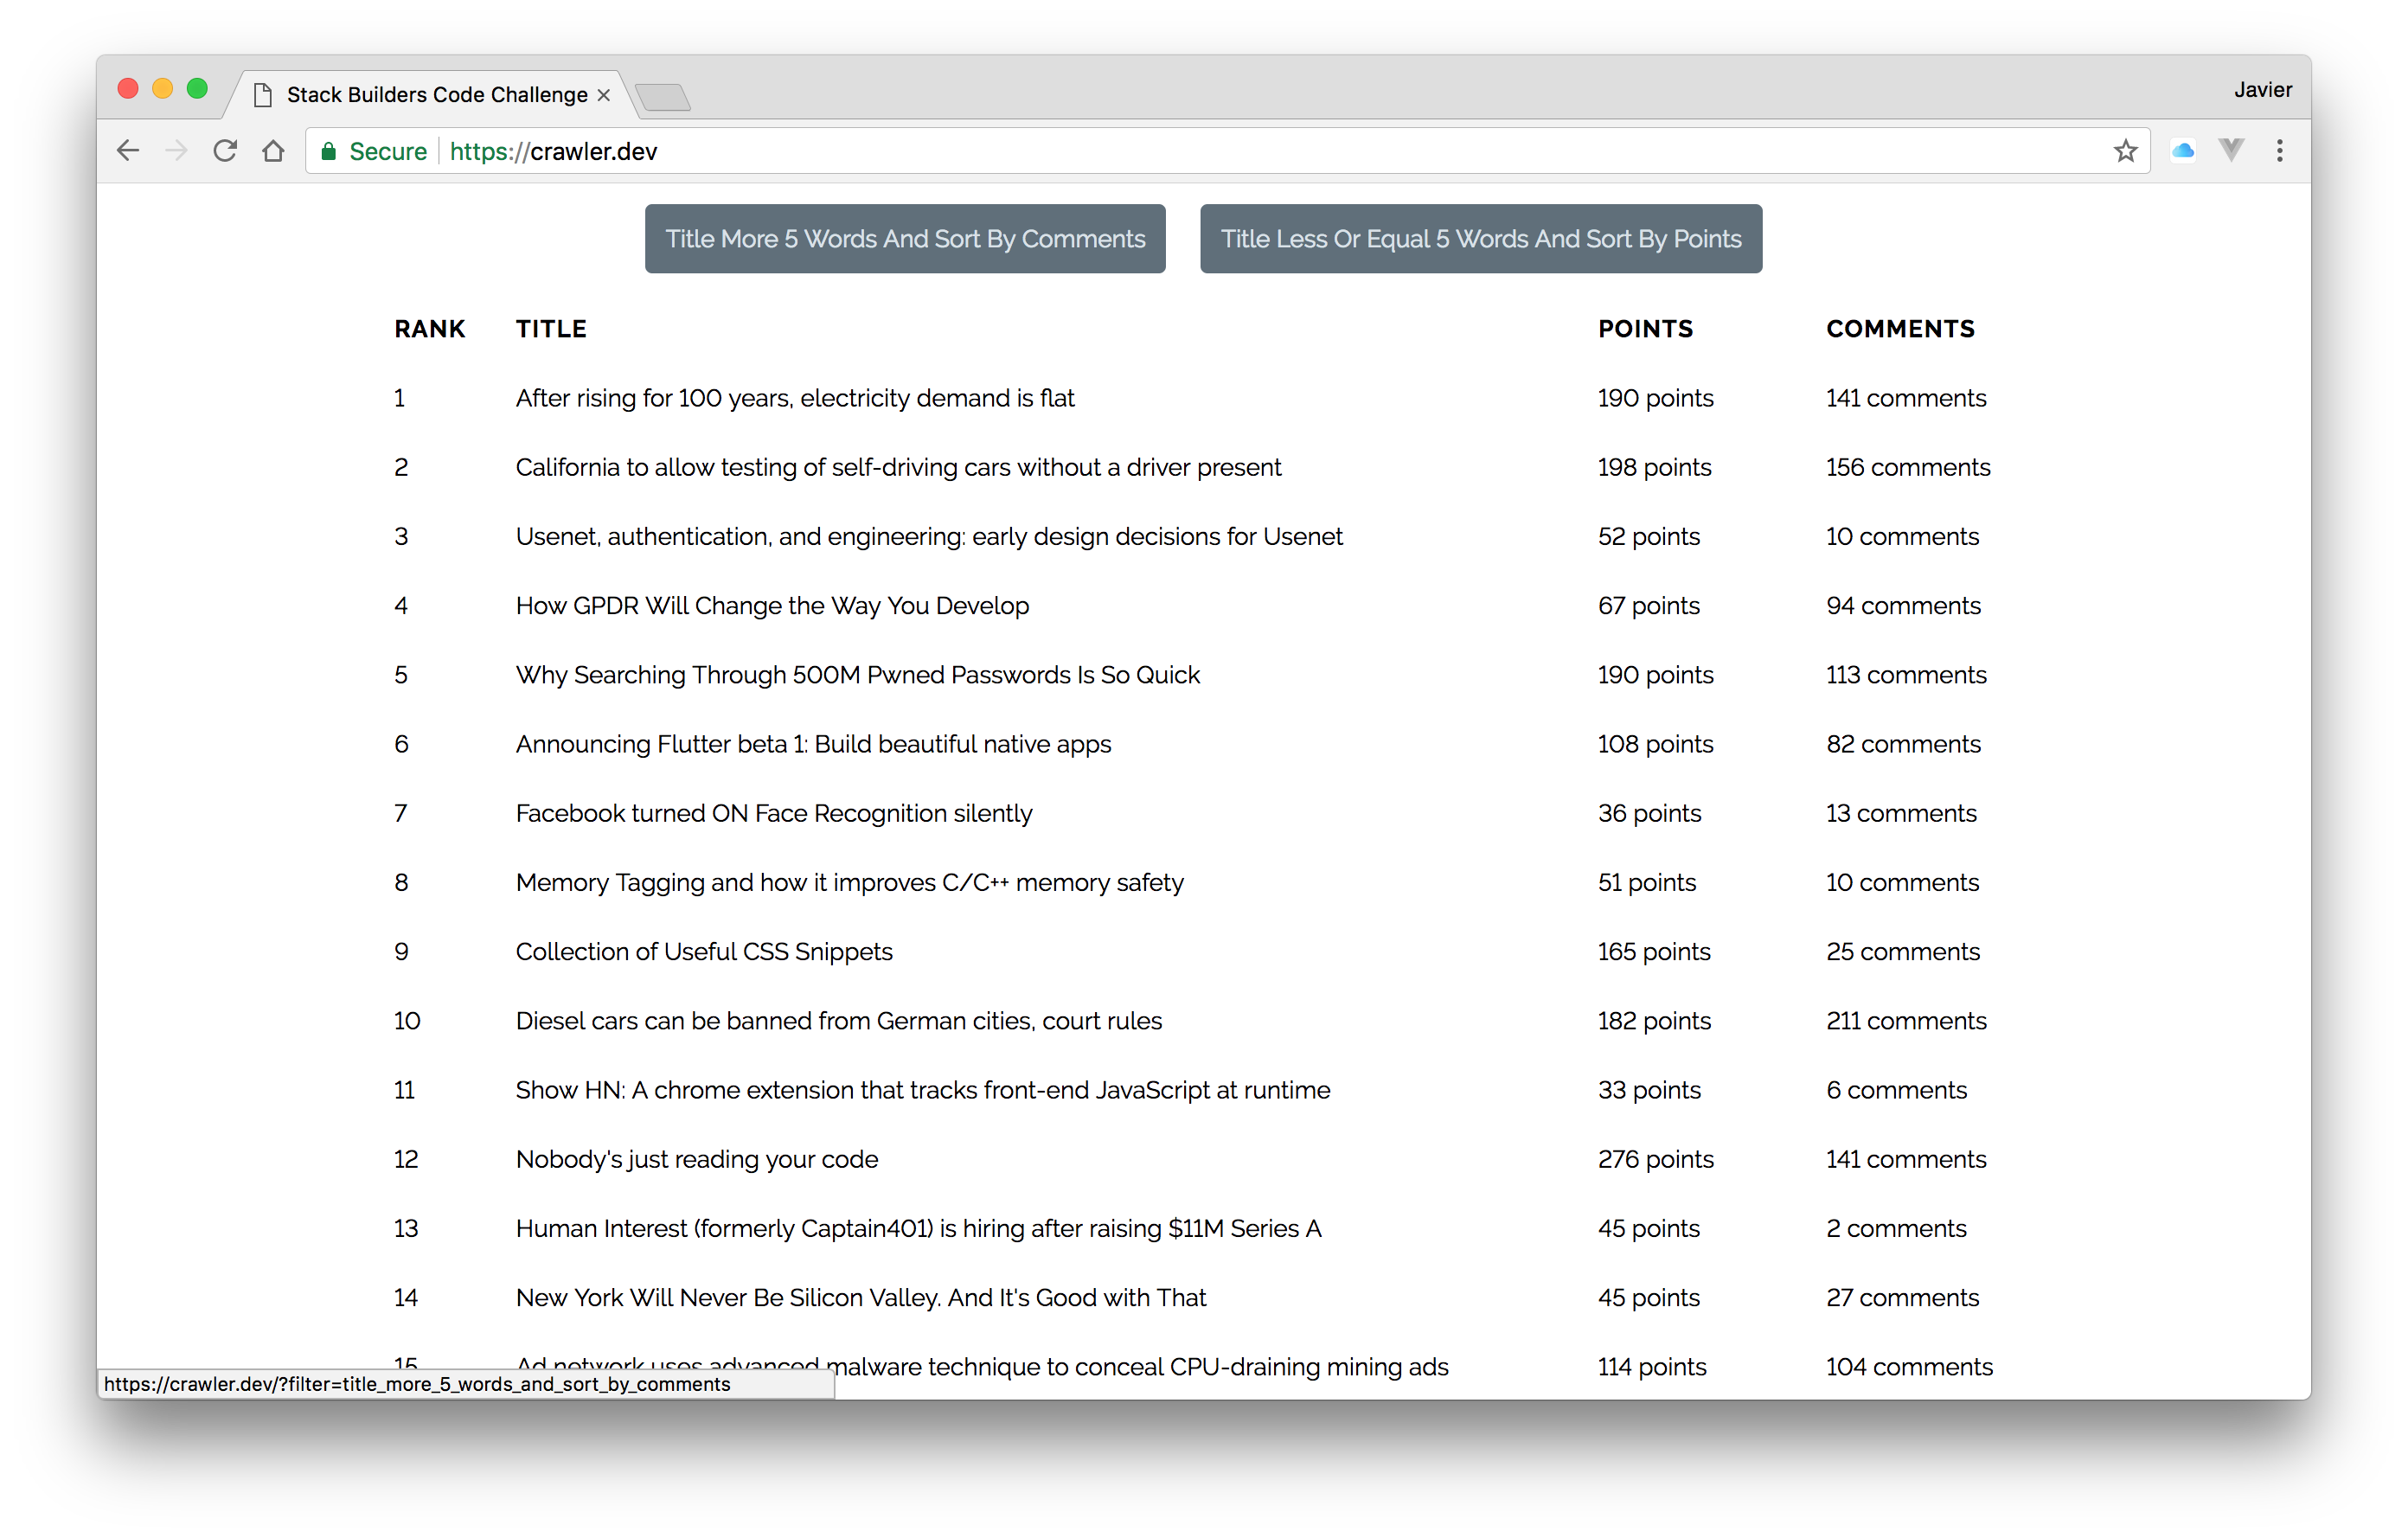 Stack Builders Code Challenge
Javier
Secure https://crawler.dev
Title More 5 Words And Sort By Comments Title Less Or Equal 5 Words And Sort By Points
RANK TITLE POINTS COMMENTS
1 After rising for 100 years, electricity demand is flat 190 points 141 comments
2 California to allow testing of self-driving cars without a driver present 198 points 156 comments
3 Usenet, authentication, and engineering: early design decisions for Usenet 52 points 10 comments
4 How GPDR Will Change the Way You Develop 67 points 94 comments
5 Why Searching Through 500M Pwned Passwords Is So Quick 190 points 113 comments
6 Announcing Flutter beta 1: Build beautiful native apps 108 points 82 comments
7 Facebook turned ON Face Recognition silently 36 points 13 comments
8 Memory Tagging and how it improves C/C++ memory safety 51 points 10 comments
9 Collection of Useful CSS Snippets 165 points 25 comments
10 Diesel cars can be banned from German cities, court rules 182 points 211 comments
11 Show HN: A chrome extension that tracks front-end JavaScript at runtime 33 points 6 comments
12 Nobody's just reading your code 276 points 141 comments
13 Human Interest (formerly Captain401) is hiring after raising $11M Series A 45 points 2 comments
14 New York Will Never Be Silicon Valley. And It's Good with That 45 points 27 comments
15 Ad network uses advanced malware technique to conceal CPU-draining mining ads 114 points 104 comments
https://crawler.dev/?filter=title_more_5_words_and_sort_by_comments